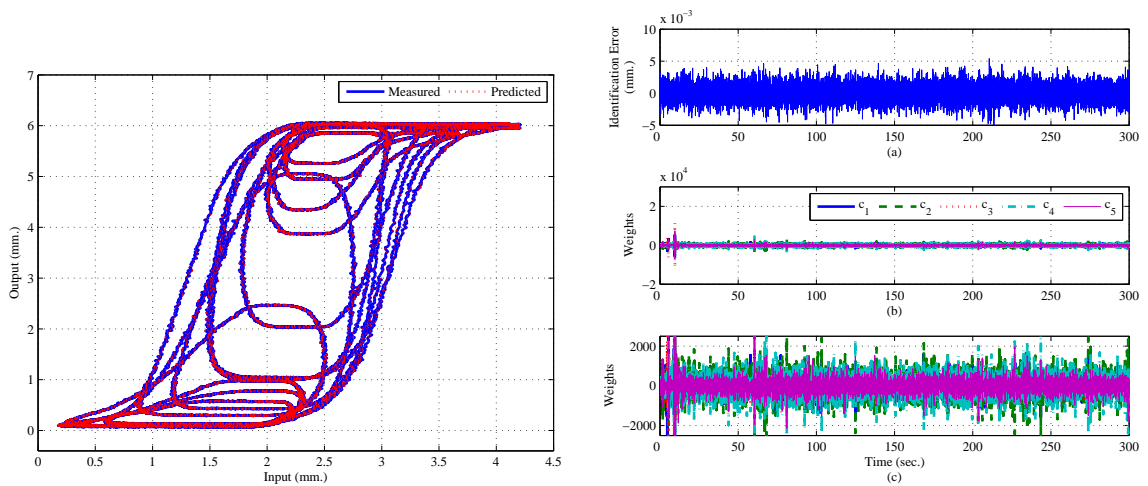 7
6
5
4
3
2
1
0
Output (mm.)
Measured
Predicted
0
0.5
1
1.5
2
2.5
3
3.5
4
4.5
Input (mm.)
x 10⁻³
10
5
0
−5
Identification Error
(mm.)
0
50
100
150
200
250
300
(a)
x 10⁴
2
0
−2
Weights
c₁
c₂
c₃
c₄
c₅
0
50
100
150
200
250
300
(b)
2000
0
−2000
Weights
0
50
100
150
200
250
300
Time (sec.)
(c)